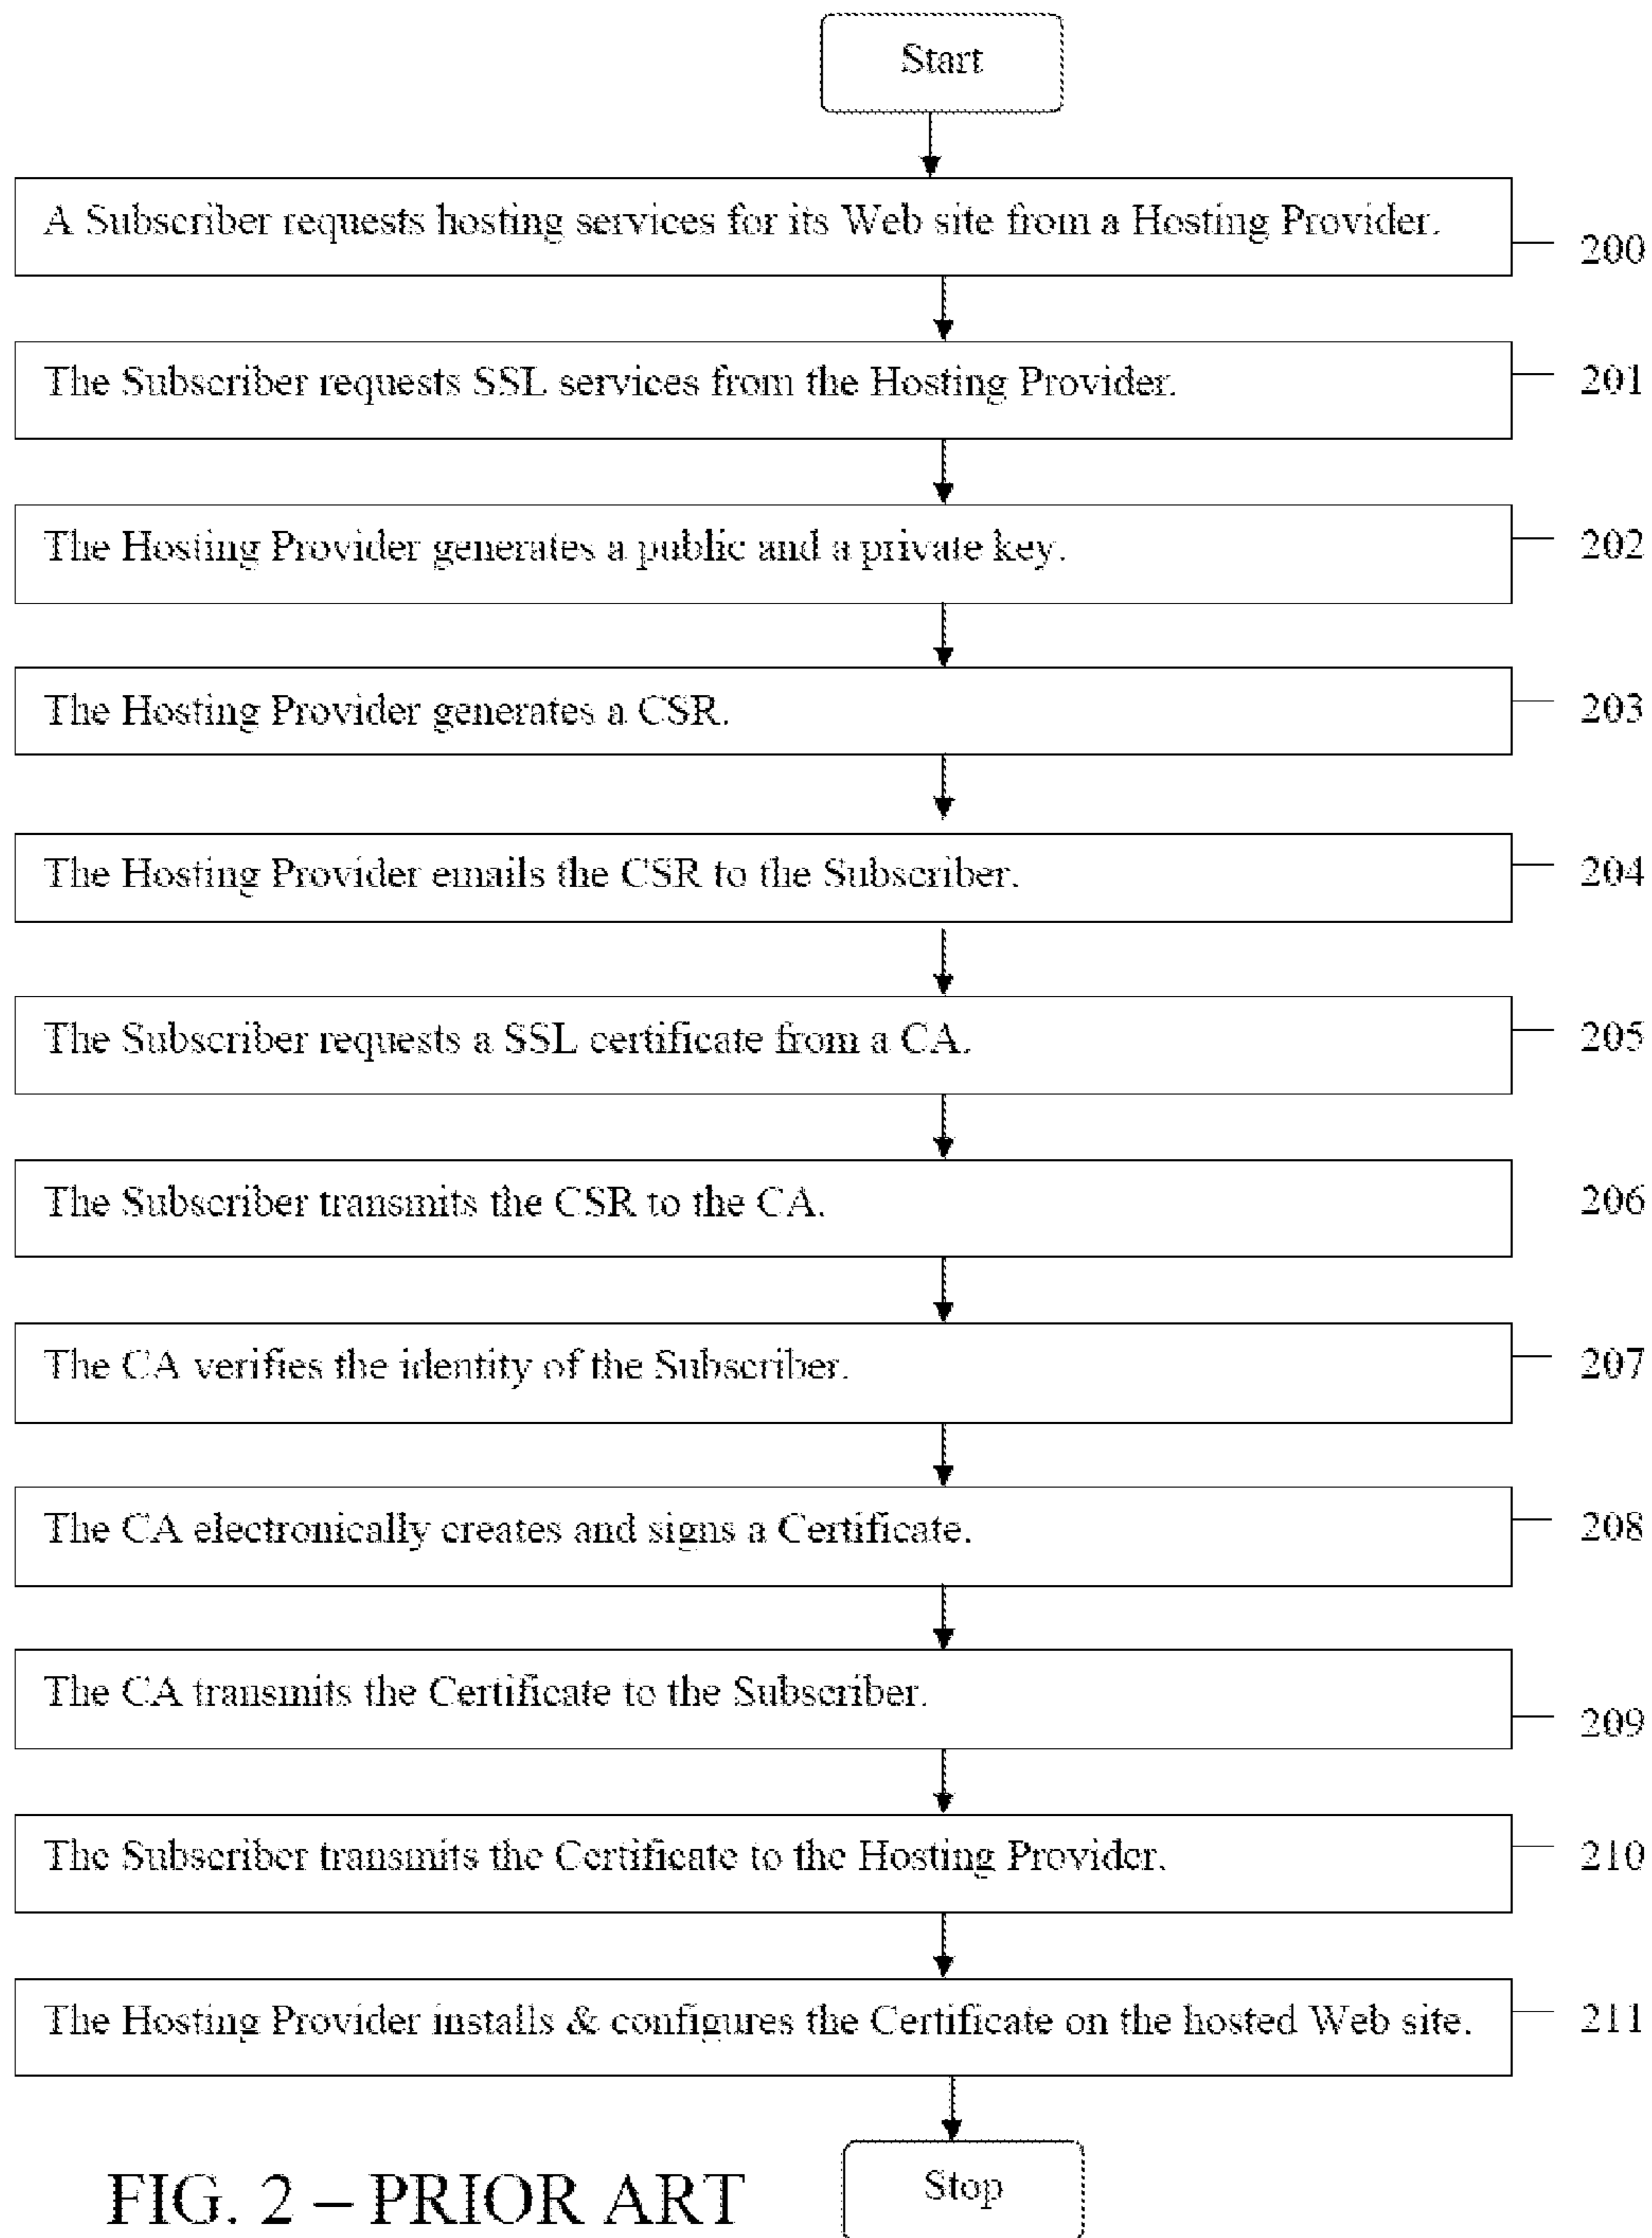 Start
A Subscriber requests hosting services for its Web site from a Hosting Provider.
200
The Subscriber requests SSL services from the Hosting Provider.
201
The Hosting Provider generates a public and a private key.
202
The Hosting Provider generates a CSR.
203
The Hosting Provider emails the CSR to the Subscriber.
204
The Subscriber requests a SSL certificate from a CA.
205
The Subscriber transmits the CSR to the CA.
206
The CA verifies the identity of the Subscriber.
207
The CA electronically creates and signs a Certificate.
208
The CA transmits the Certificate to the Subscriber.
209
The Subscriber transmits the Certificate to the Hosting Provider.
210
The Hosting Provider installs & configures the Certificate on the hosted Web site.
211
Stop
FIG. 2 – PRIOR ART